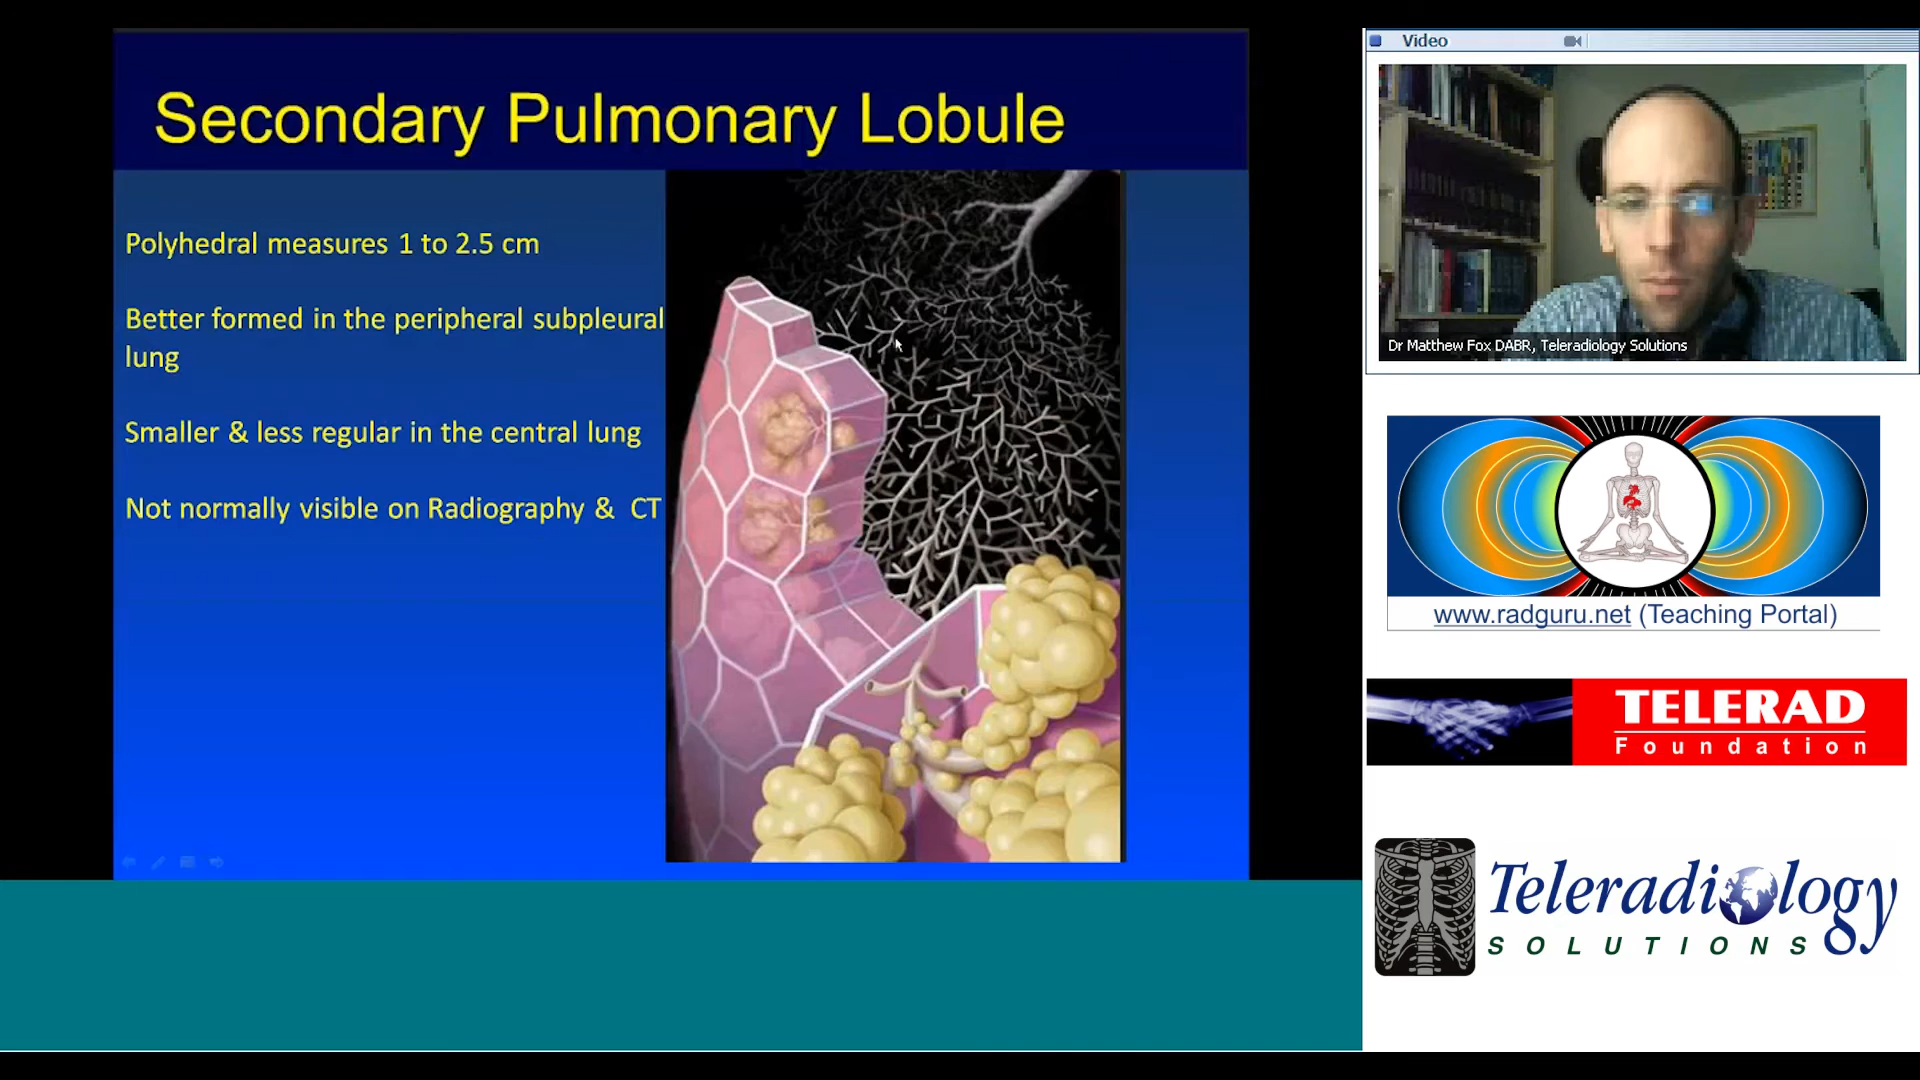 Secondary Pulmonary Lobule
Polyhedral measures 1 to 2.5 cm
Better formed in the peripheral subpleural
lung
Smaller & less regular in the central lung
Not normally visible on Radiography & CT
Video
Dr Matthew Fox DABR, Teleradiology Solutions
www.radguru.net (Teaching Portal)
TELERAD
Foundation
Teleradiology
SOLUTIONS